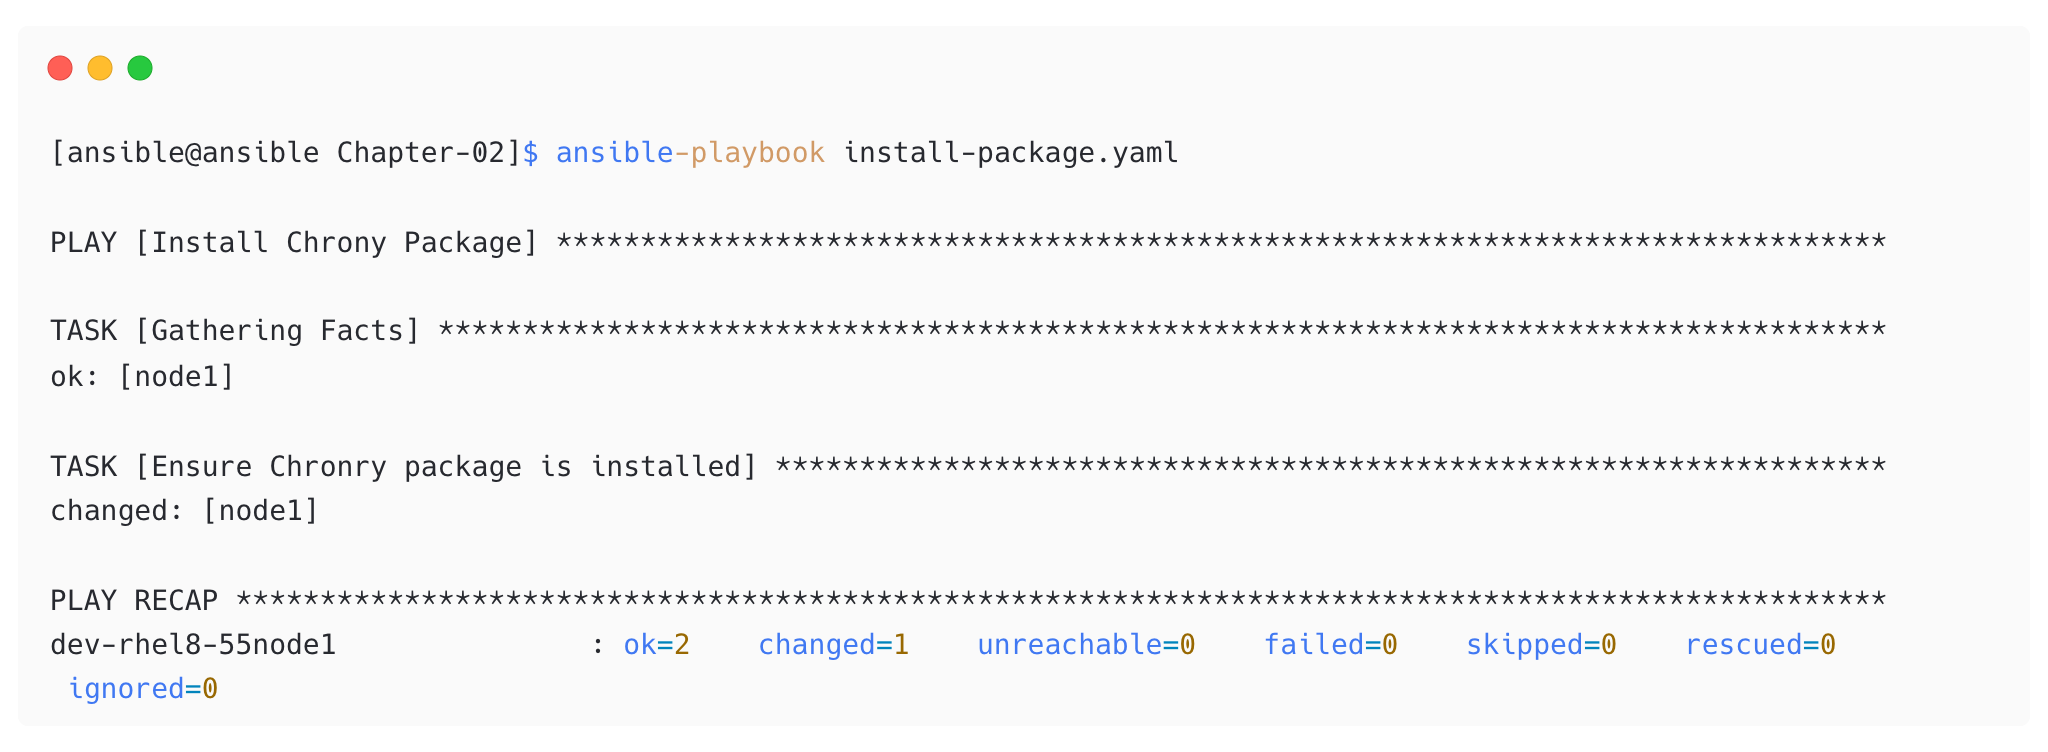 [ansible@ansible Chapter-02]$ ansible-playbook install-package.yaml
PLAY [Install Chrony Package] *******************************************************************************
TASK [Gathering Facts] **************************************************************************************
ok: [node1]
TASK [Ensure Chronry package is installed] ******************************************************************
changed: [node1]
PLAY RECAP **************************************************************************************************
dev-rhel8-55node1               : ok=2    changed=1    unreachable=0    failed=0    skipped=0    rescued=0
 ignored=0